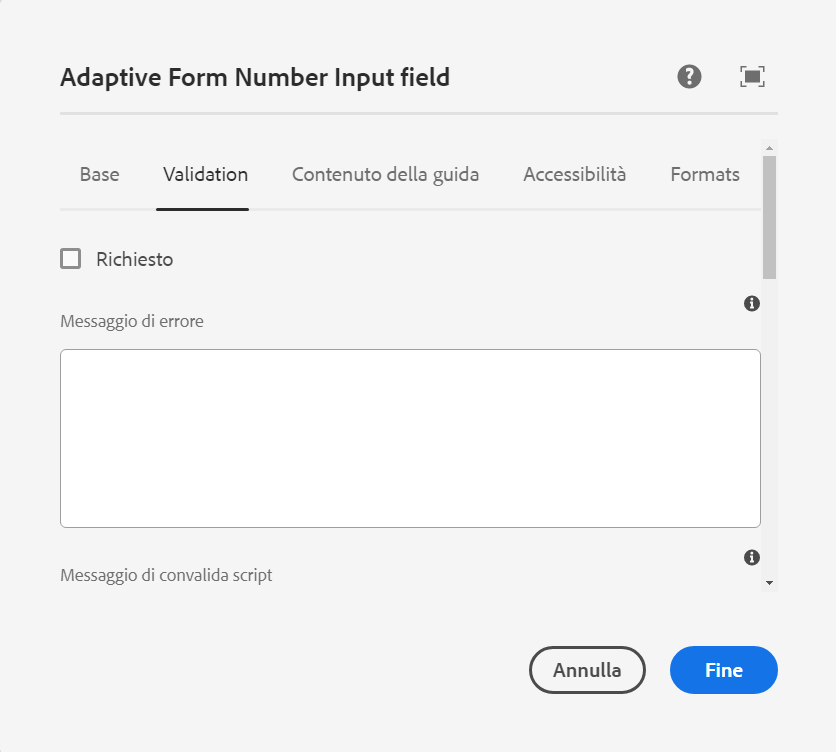 Adaptive Form Number Input field
Base Validation Contenuto della guida Accessibilità Formats
Richiesto
Messaggio di errore
Messaggio di convalida script
Annulla Fine